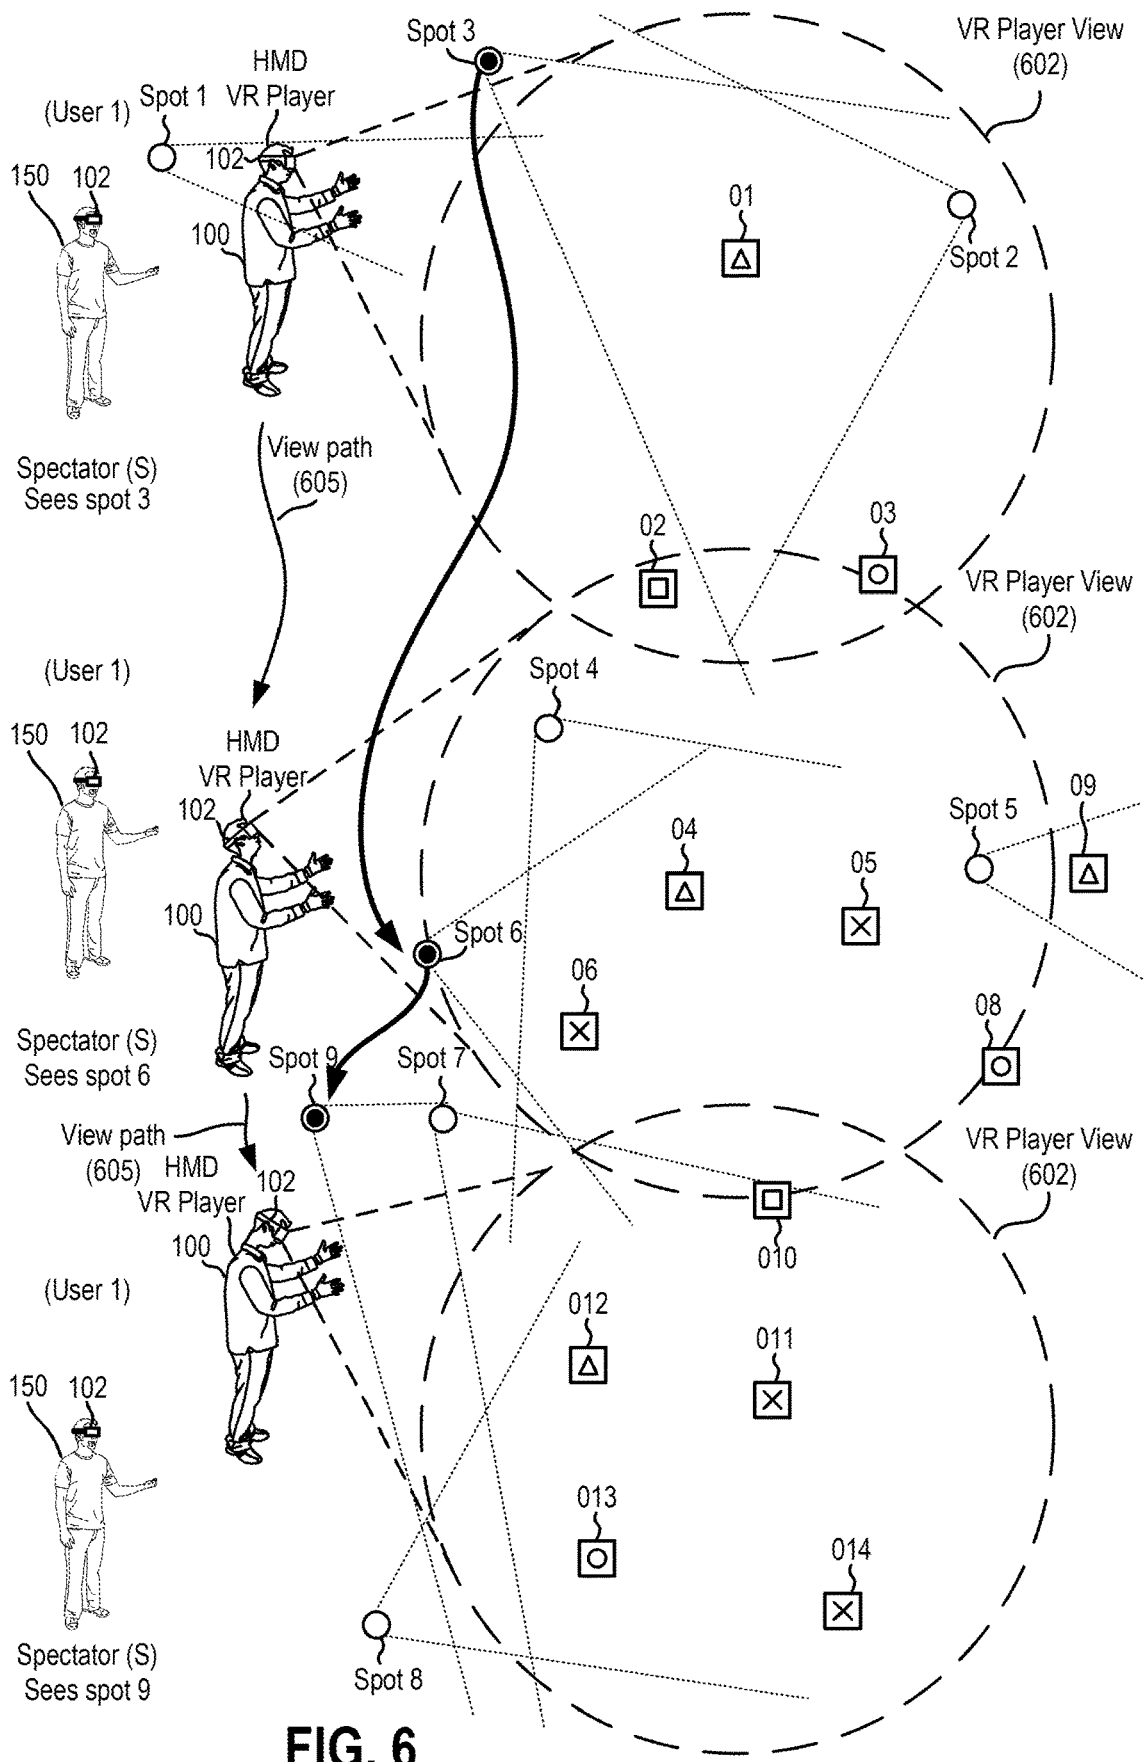 Spot 3
VR Player View
(602)
HMD
VR Player
(User 1)
Spot 1
102
150
102
100
01
Spot 2
View path
(605)
Spectator (S)
Sees spot 3
02
03
VR Player View
(602)
(User 1)
Spot 4
150
102
HMD
VR Player
102
09
Spot 5
04
05
100
Spot 6
06
08
Spectator (S)
Sees spot 6
Spot 9
Spot 7
View path
(605)
VR Player View
(602)
HMD
VR Player
102
100
010
(User 1)
012
011
150
102
013
014
Spectator (S)
Sees spot 9
Spot 8
FIG. 6